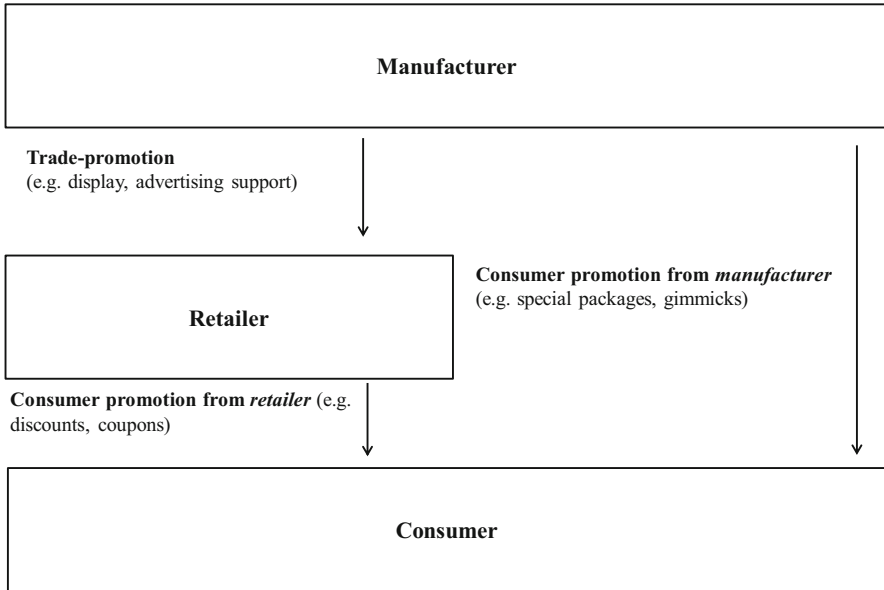 Manufacturer
Trade-promotion
(e.g. display, advertising support)
Consumer promotion from manufacturer
(e.g. special packages, gimmicks)
Retailer
Consumer promotion from retailer (e.g.
discounts, coupons)
Consumer